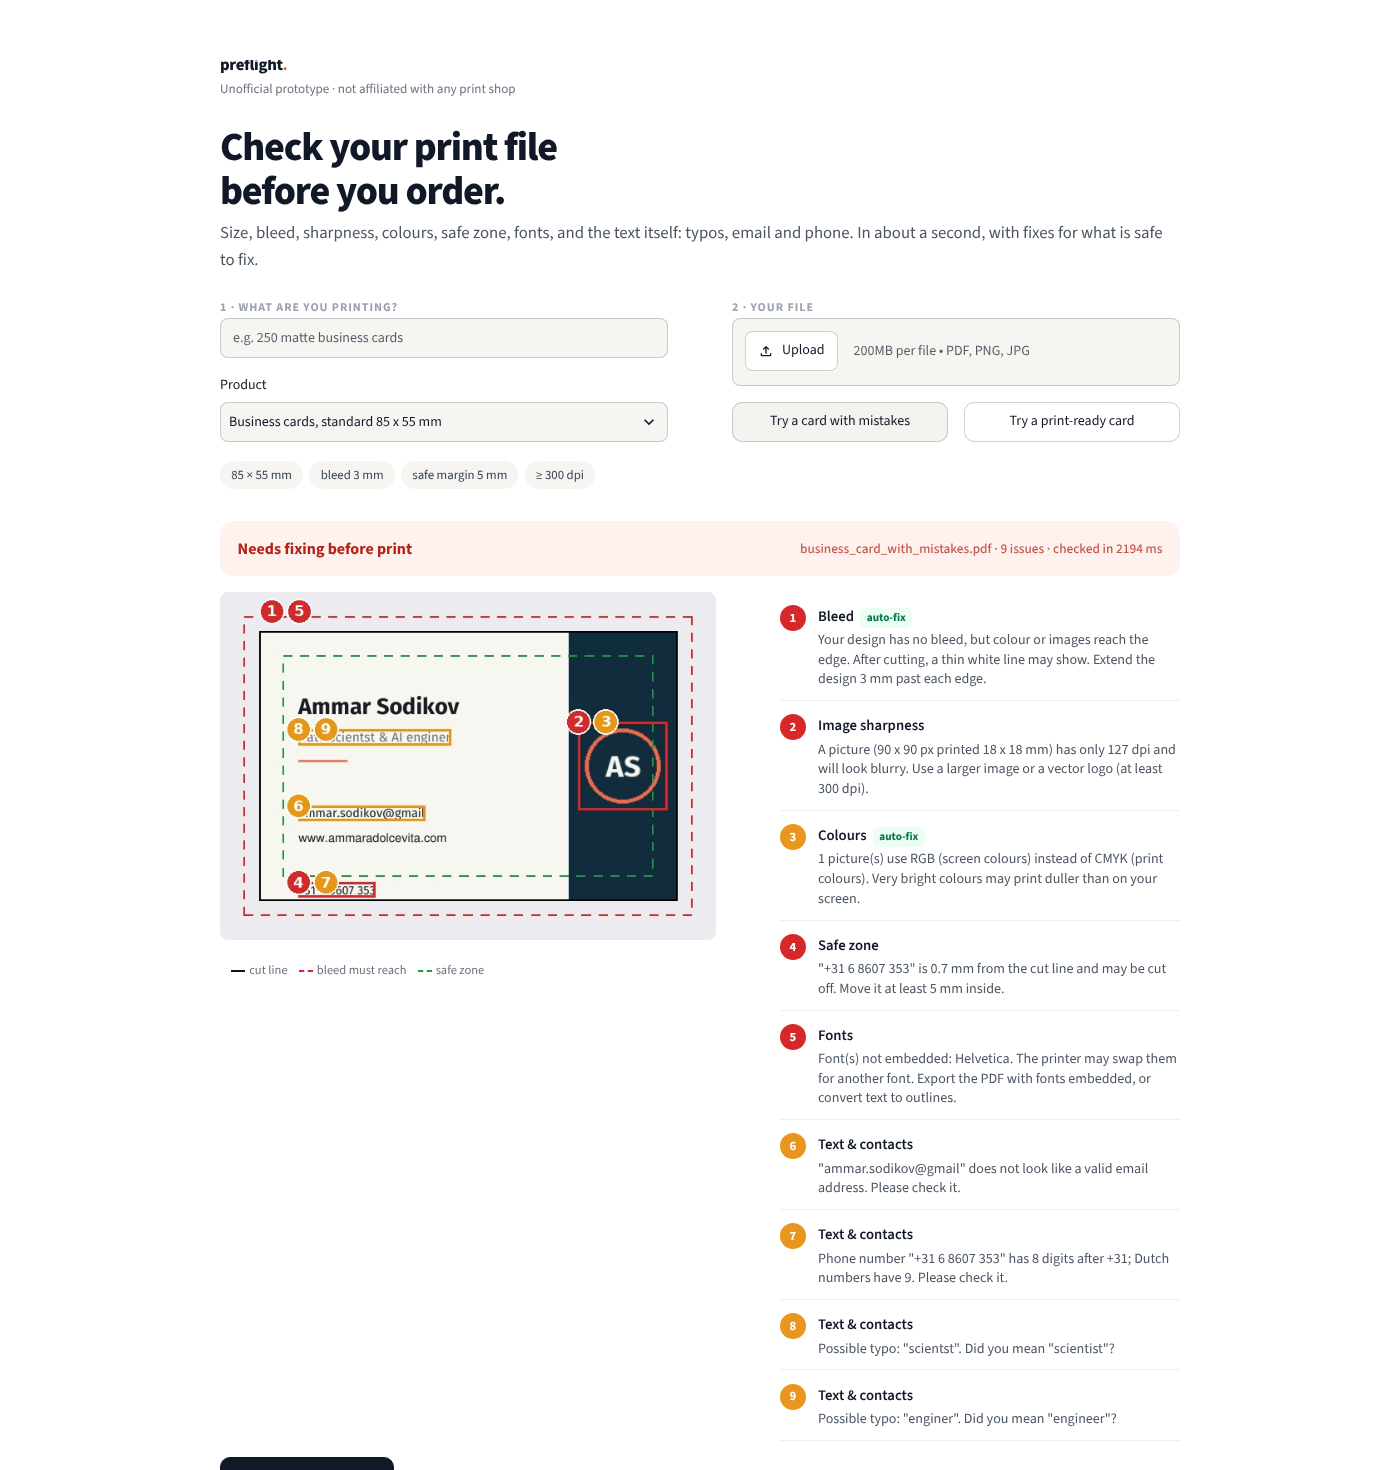 preflight.
Unofficial prototype · not affiliated with any print shop
Check your print file
before you order.
Size, bleed, sharpness, colours, safe zone, fonts, and the text itself: typos, email and phone. In about a second, with fixes for what is safe
to fix.
1 · WHAT ARE YOU PRINTING?
e.g. 250 matte business cards
Product
Business cards, standard 85 x 55 mm
85 × 55 mm
bleed 3 mm
safe margin 5 mm
≥ 300 dpi
2 · YOUR FILE
Upload
200MB per file • PDF, PNG, JPG
Try a card with mistakes
Try a print-ready card
Needs fixing before print
business_card_with_mistakes.pdf · 9 issues · checked in 2194 ms
1 5
Ammar Sodikov
8 9
cientst & AI enginer
2 3
AS
6
mmar.sodikov@gmail
www.ammaradolcevita.com
4 7
607 353
cut line
bleed must reach
safe zone
1 Bleed auto-fix
Your design has no bleed, but colour or images reach the
edge. After cutting, a thin white line may show. Extend the
design 3 mm past each edge.
2 Image sharpness
A picture (90 x 90 px printed 18 x 18 mm) has only 127 dpi and
will look blurry. Use a larger image or a vector logo (at least
300 dpi).
3 Colours auto-fix
1 picture(s) use RGB (screen colours) instead of CMYK (print
colours). Very bright colours may print duller than on your
screen.
4 Safe zone
"+31 6 8607 353" is 0.7 mm from the cut line and may be cut
off. Move it at least 5 mm inside.
5 Fonts
Font(s) not embedded: Helvetica. The printer may swap them
for another font. Export the PDF with fonts embedded, or
convert text to outlines.
6 Text & contacts
"ammar.sodikov@gmail" does not look like a valid email
address. Please check it.
7 Text & contacts
Phone number "+31 6 8607 353" has 8 digits after +31; Dutch
numbers have 9. Please check it.
8 Text & contacts
Possible typo: "scientst". Did you mean "scientist"?
9 Text & contacts
Possible typo: "enginer". Did you mean "engineer"?